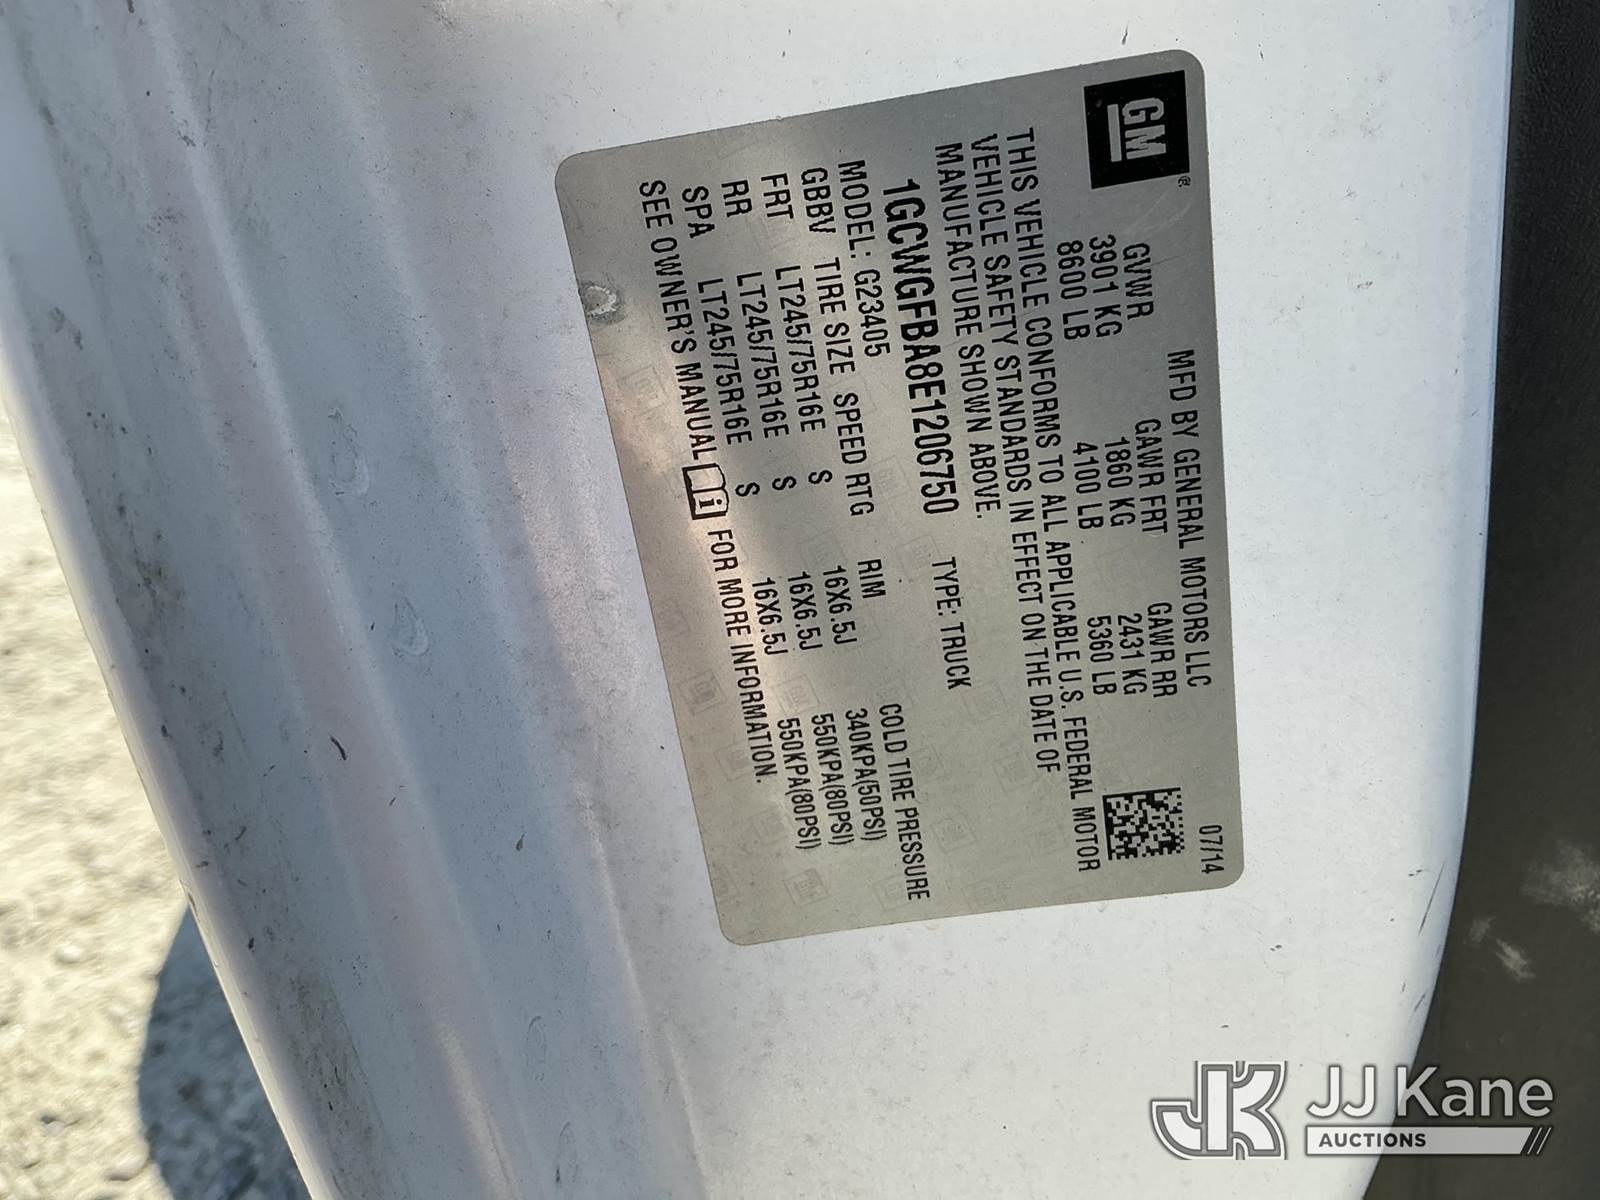 GM®
MFD BY GENERAL MOTORS LLC 07/14
GVWR GAWR FRT GAWR RR
3901 KG 1860 KG 2431 KG
8600 LB 4100 LB 5360 LB
THIS VEHICLE CONFORMS TO ALL APPLICABLE U.S. FEDERAL MOTOR
VEHICLE SAFETY STANDARDS IN EFFECT ON THE DATE OF
MANUFACTURE SHOWN ABOVE.
1GCWGFBA8E1206750 TYPE: TRUCK
MODEL: G23405
GBBV TIRE SIZE SPEED RTG RIM COLD TIRE PRESSURE
FRT LT245/75R16E S 16X6.5J 340KPA(50PSI)
RR LT245/75R16E S 16X6.5J 550KPA(80PSI)
SPA LT245/75R16E S 16X6.5J 550KPA(80PSI)
SEE OWNER'S MANUAL i FOR MORE INFORMATION.
JK JJ Kane
AUCTIONS